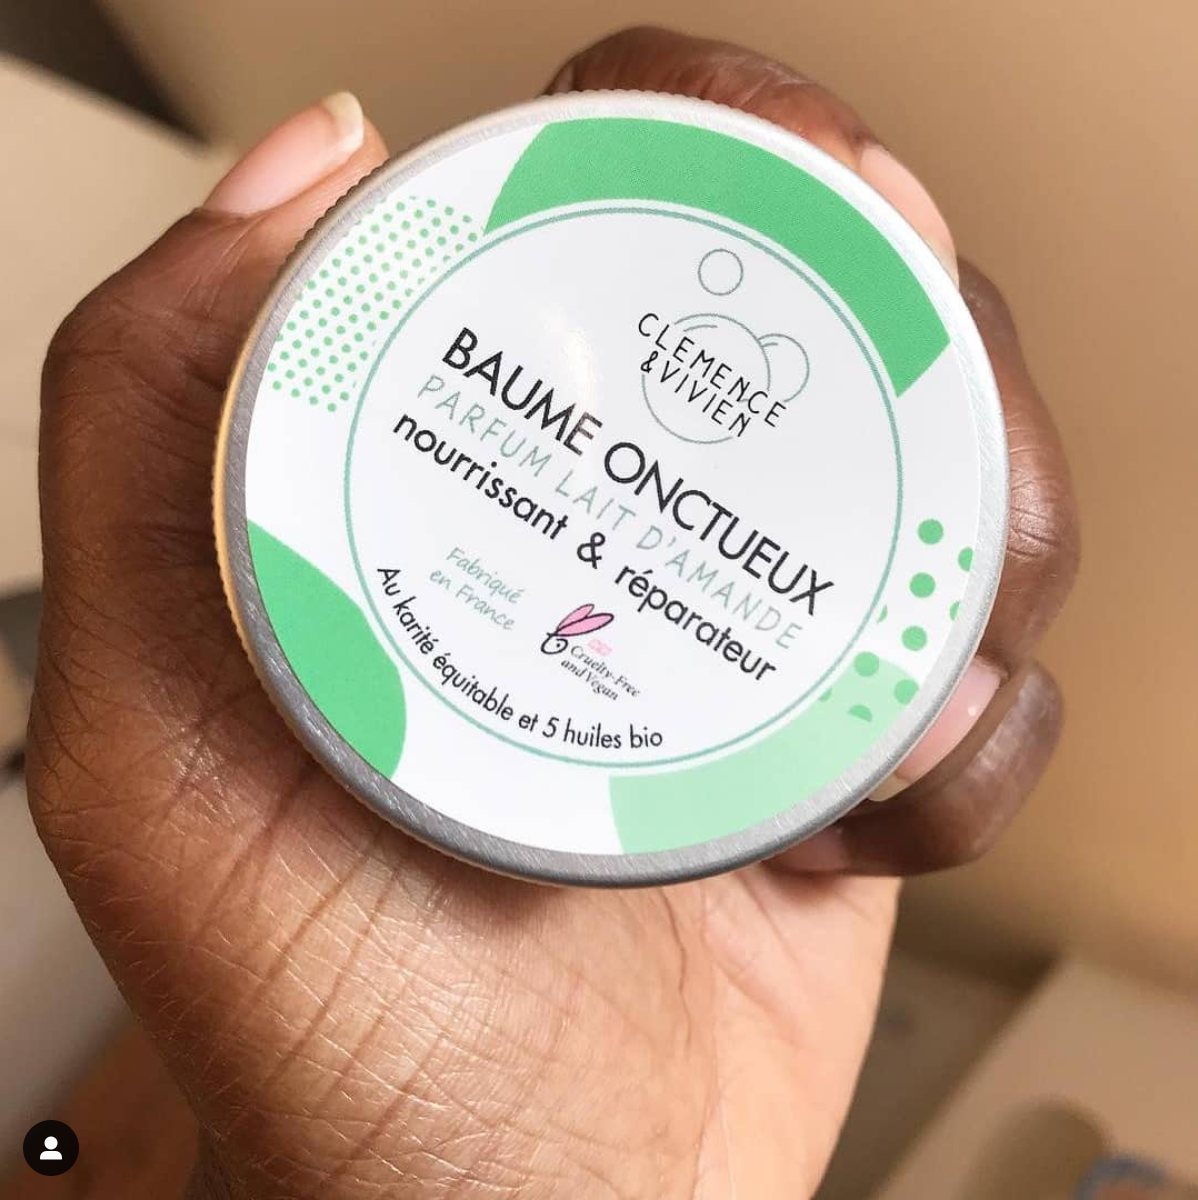 CLEMENCE
& VIVIEN
BAUME ONCTUEUX
PARFUM LAIT D'AMANDE
nourrissant & réparateur
Fabriqué
en France
Cruelty-Free
and Vegan
Au karité équitable et 5 huiles bio